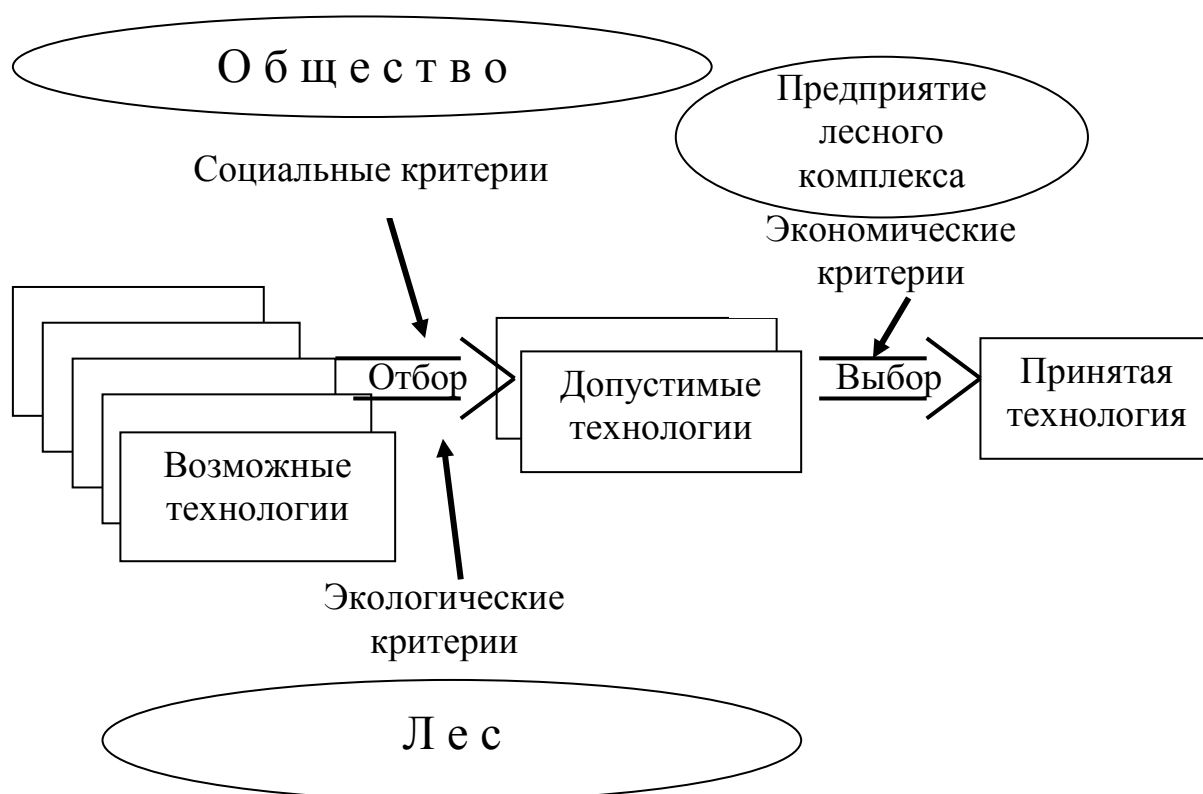 О б щ е с т в о
Предприятие
лесного
комплекса
Социальные критерии
Экономические
критерии
Отбор
Допустимые
технологии
Выбор
Принятая
технология
Возможные
технологии
Экологические
критерии
Л е с